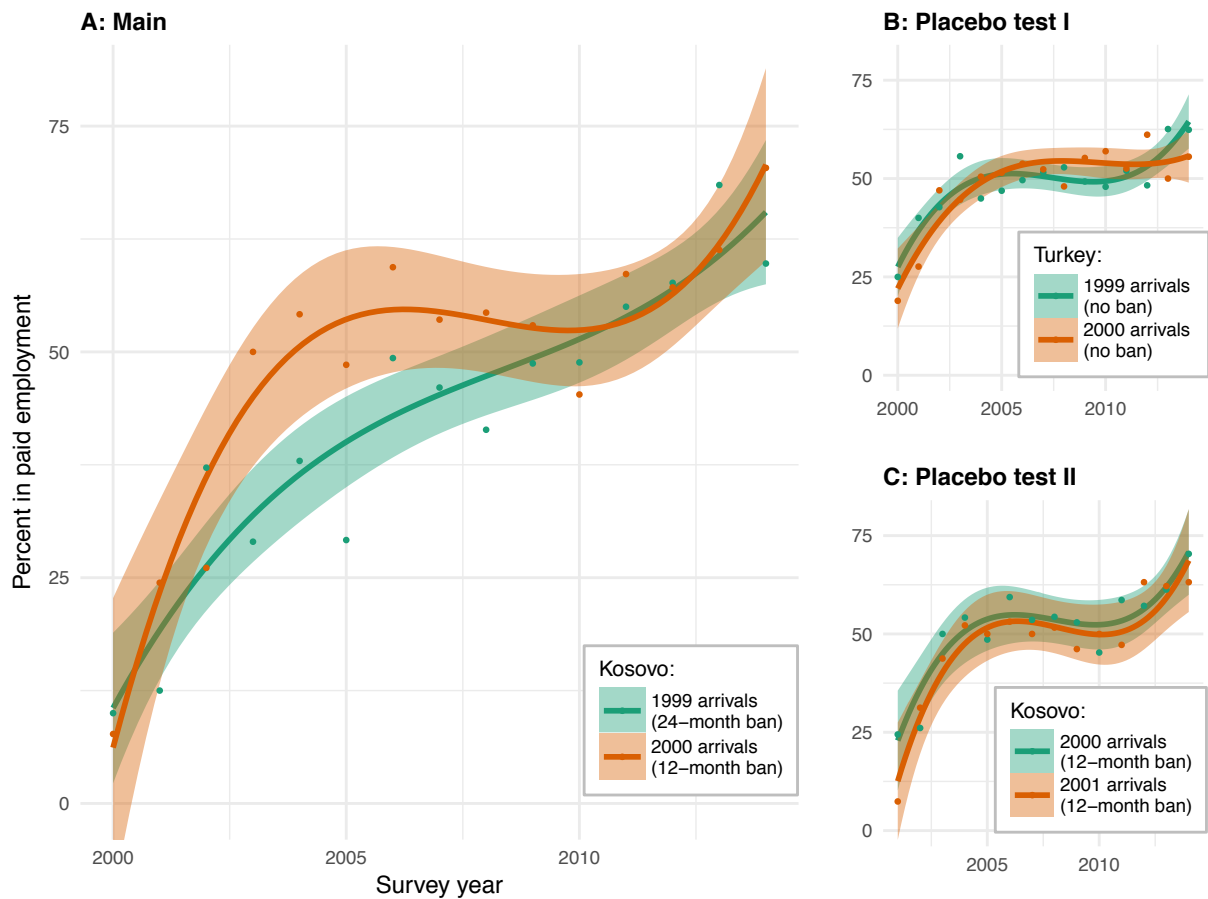 A: Main
75
50
25
0
2000
2005
2010
Percent in paid employment
Survey year
Kosovo:
1999 arrivals
(24−month ban)
2000 arrivals
(12−month ban)
B: Placebo test I
75
50
25
0
2000
2005
2010
Turkey:
1999 arrivals
(no ban)
2000 arrivals
(no ban)
C: Placebo test II
75
50
25
0
2005
2010
Kosovo:
2000 arrivals
(12−month ban)
2001 arrivals
(12−month ban)